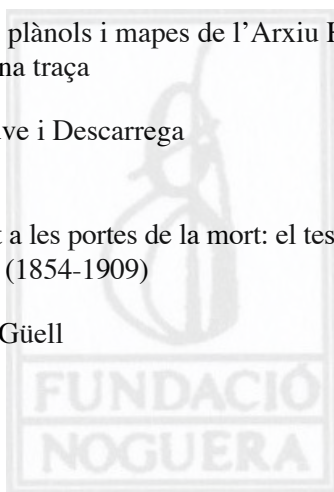 plànols i mapes de l’Arxiu
na traça
ve i Descarrega
a les portes de la mort: el tes
(1854-1909)
Güell
FUNDACIÓ
NOGUERA